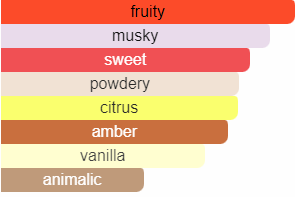 fruity
musky
sweet
powdery
citrus
amber
vanilla
animalic